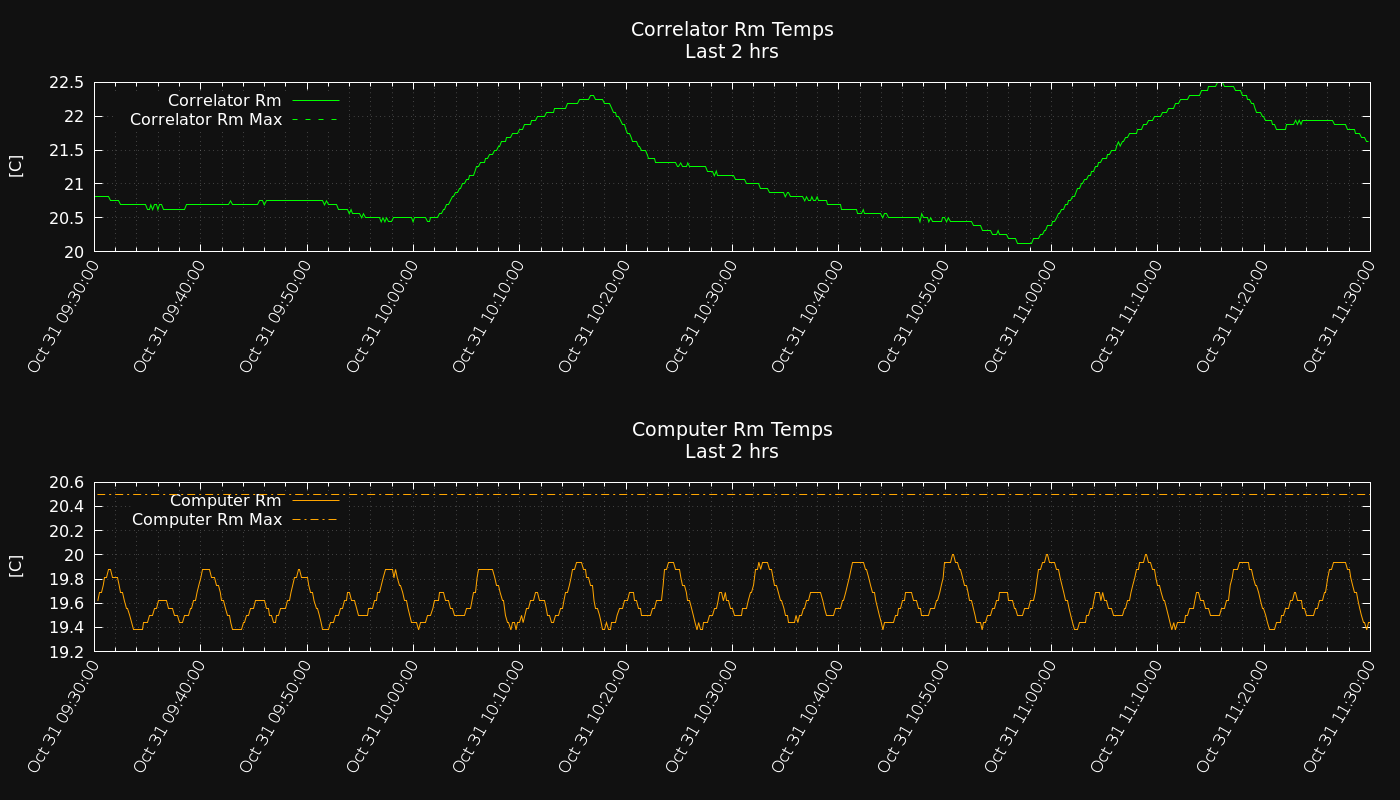 Correlator Rm Temps
Last 2 hrs
22.5
22
21.5
21
20.5
20
[C]
Correlator Rm
Correlator Rm Max
Oct 31 09:30:00
Oct 31 09:40:00
Oct 31 09:50:00
Oct 31 10:00:00
Oct 31 10:10:00
Oct 31 10:20:00
Oct 31 10:30:00
Oct 31 10:40:00
Oct 31 10:50:00
Oct 31 11:00:00
Oct 31 11:10:00
Oct 31 11:20:00
Oct 31 11:30:00
Computer Rm Temps
Last 2 hrs
20.6
20.4
20.2
20
19.8
19.6
19.4
19.2
[C]
Computer Rm
Computer Rm Max
Oct 31 09:30:00
Oct 31 09:40:00
Oct 31 09:50:00
Oct 31 10:00:00
Oct 31 10:10:00
Oct 31 10:20:00
Oct 31 10:30:00
Oct 31 10:40:00
Oct 31 10:50:00
Oct 31 11:00:00
Oct 31 11:10:00
Oct 31 11:20:00
Oct 31 11:30:00